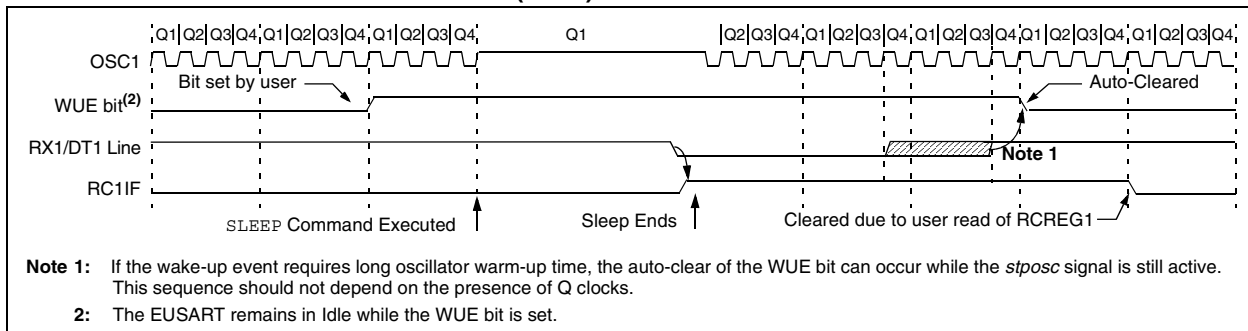 Q1 Q2 Q3 Q4 Q1 Q2 Q3 Q4 Q1 Q2 Q3 Q4 Q1 Q2 Q3 Q4 Q1 Q2 Q3 Q4 Q1 Q2 Q3 Q4 Q1 Q2 Q3 Q4 Q1 Q2 Q3 Q4
OSC1
Bit set by user
Auto-Cleared
WUE bit(2)
RX1/DT1 Line
Note 1
RC1IF
SLEEP Command Executed
Sleep Ends
Cleared due to user read of RCREG1
Note 1: If the wake-up event requires long oscillator warm-up time, the auto-clear of the WUE bit can occur while the stposc signal is still active.
This sequence should not depend on the presence of Q clocks.
2: The EUSART remains in Idle while the WUE bit is set.